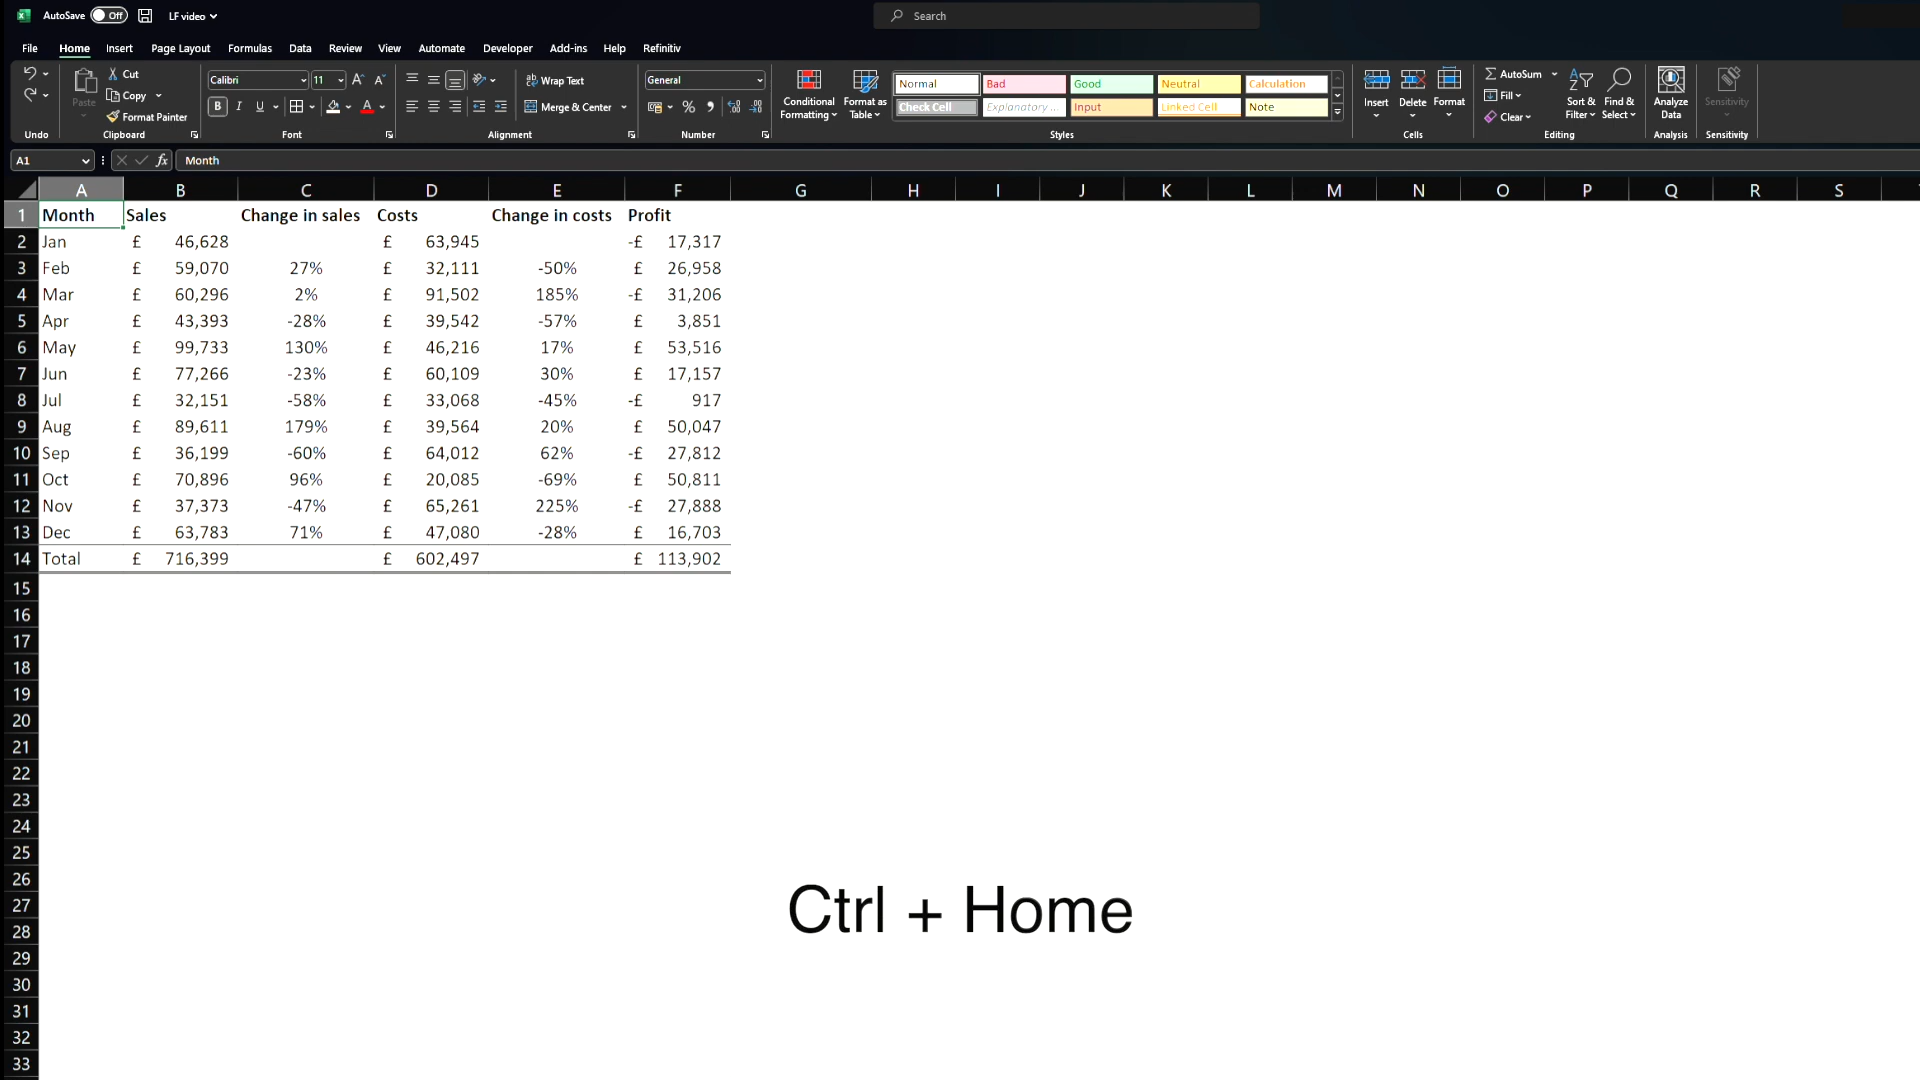 AutoSave Off LF video Search
File Home Insert Page Layout Formulas Data Review View Automate Developer Add-ins Help Refinitiv
Paste Cut Copy Format Painter
Calibri 11 B I U
Wrap Text Merge & Center
General % 9
Conditional Formatting Format as Table
Normal Bad Good Neutral Calculation
Check Cell Explanatory ... Input Linked Cell Note
Insert Delete Format
AutoSum Fill Clear Sort & Filter Find & Select
Analyze Data Sensitivity
Undo Clipboard Font Alignment Number Styles Cells Editing Analysis Sensitivity
A1 fx Month
A B C D E F G H I J K L M N O P Q R S
1 Month Sales Change in sales Costs Change in costs Profit
2 Jan £ 46,628 £ 63,945 -£ 17,317
3 Feb £ 59,070 27% £ 32,111 -50% £ 26,958
4 Mar £ 60,296 2% £ 91,502 185% -£ 31,206
5 Apr £ 43,393 -28% £ 39,542 -57% £ 3,851
6 May £ 99,733 130% £ 46,216 17% £ 53,516
7 Jun £ 77,266 -23% £ 60,109 30% £ 17,157
8 Jul £ 32,151 -58% £ 33,068 -45% -£ 917
9 Aug £ 89,611 179% £ 39,564 20% £ 50,047
10 Sep £ 36,199 -60% £ 64,012 62% -£ 27,812
11 Oct £ 70,896 96% £ 20,085 -69% £ 50,811
12 Nov £ 37,373 -47% £ 65,261 225% -£ 27,888
13 Dec £ 63,783 71% £ 47,080 -28% £ 16,703
14 Total £ 716,399 £ 602,497 £ 113,902
15
16
17
18
19
20
21
22
23
24
25
26
27
28
29
30
31
32
33
Ctrl + Home